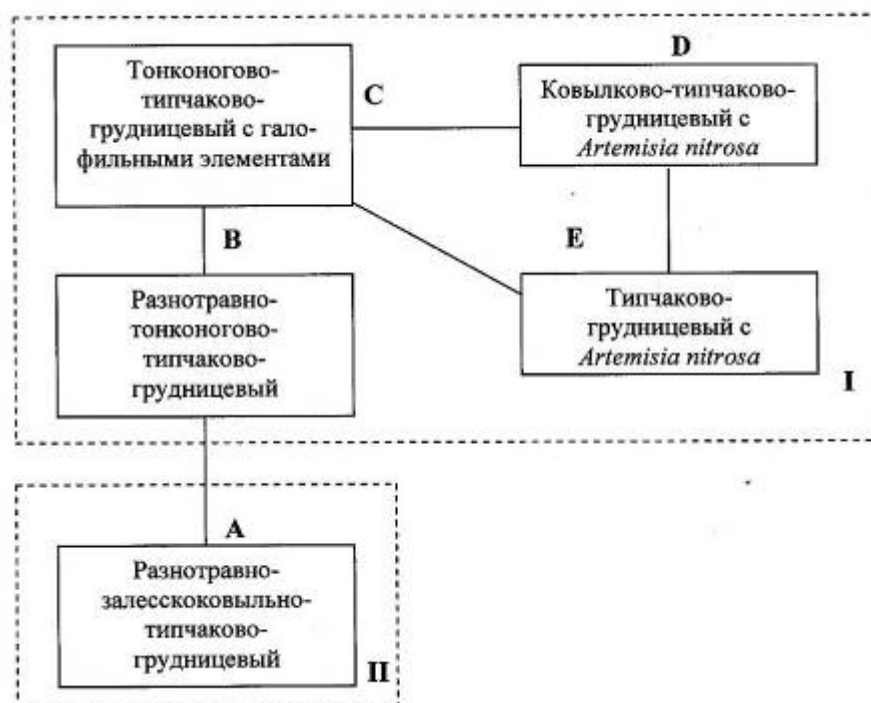 Тонконогово-
типчаково-
грудницевый с гало-
фильными элементами
C
D
Ковылково-типчаково-
грудницевый с
Artemisia nitrosa
B
E
Разнотравно-
тонконогово-
типчаково-
грудницевый
Типчаково-
грудницевый с
Artemisia nitrosa
I
A
Разнотравно-
залесскоковыльно-
типчаково-
грудницевый
II